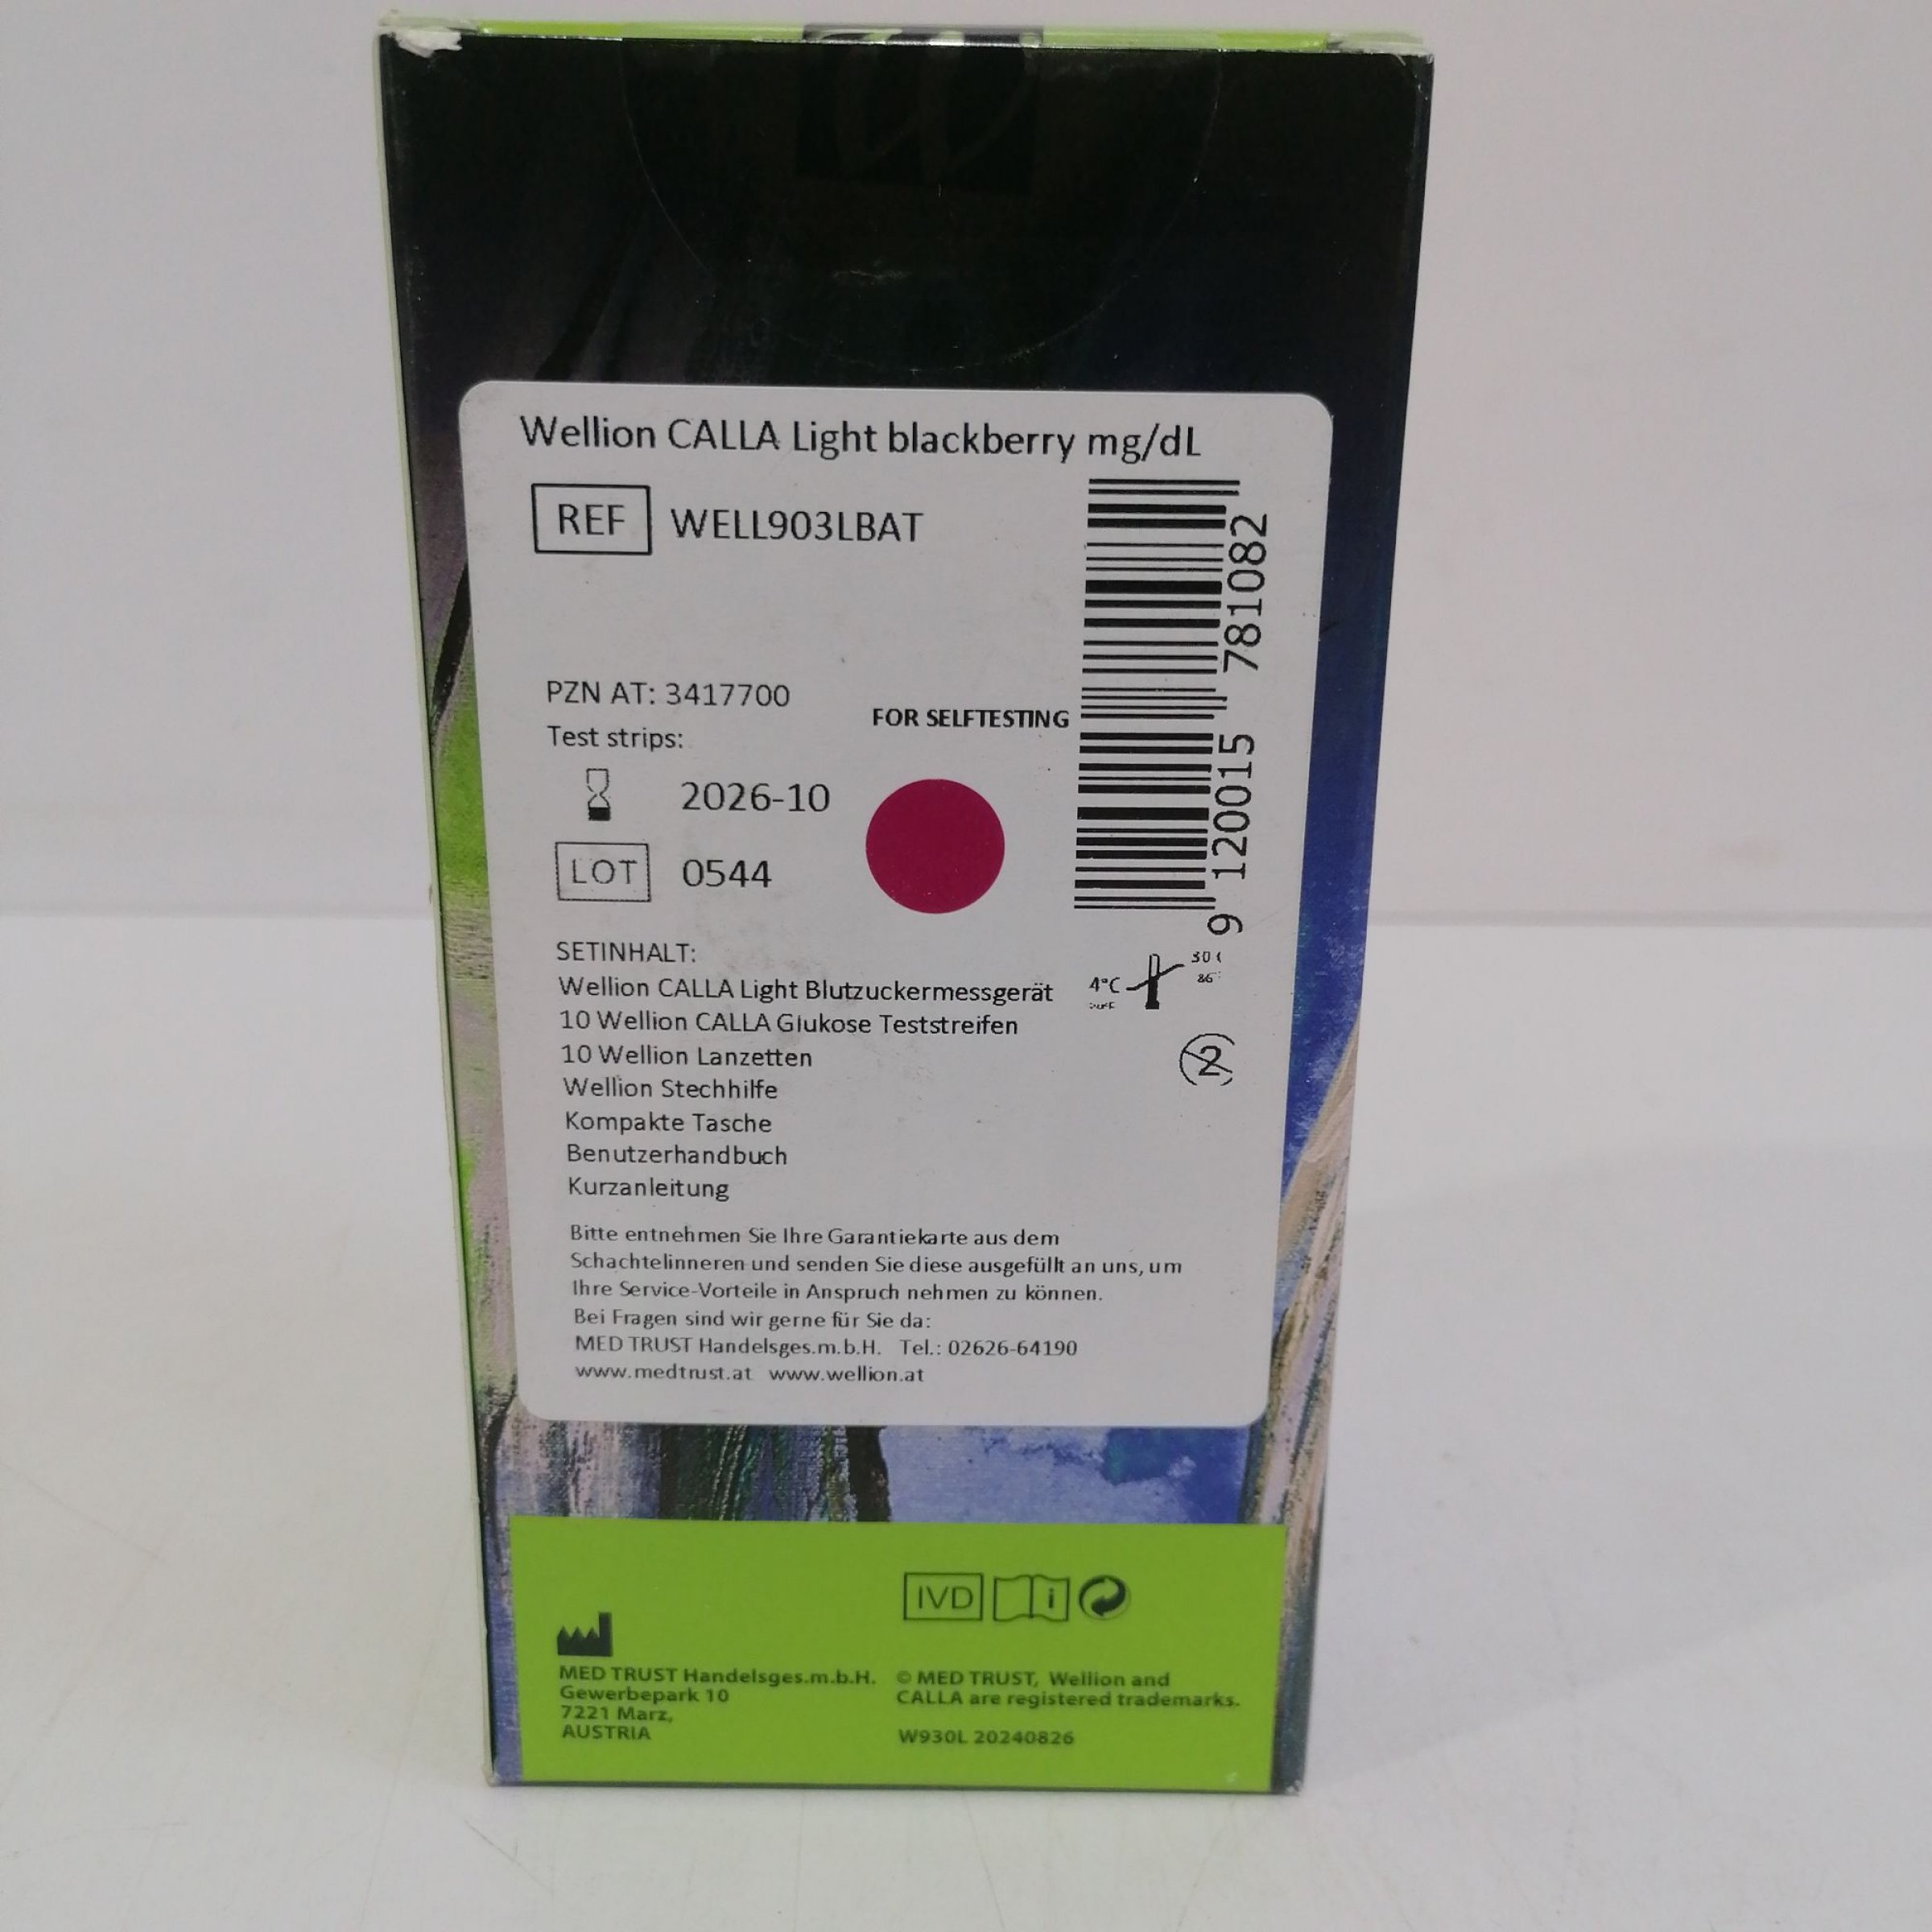 Wellion CALLA Light blackberry mg/dL
REF WELL903LBAT
9 120015 781082
PZN AT: 3417700
FOR SELFTESTING
Test strips:
2026-10
LOT 0544
SETINHALT:
Wellion CALLA Light Blutzuckermessgerät
10 Wellion CALLA Glukose Teststreifen
10 Wellion Lanzetten
Wellion Stechhilfe
Kompakte Tasche
Benutzerhandbuch
Kurzanleitung
4°C
30
86
2
Bitte entnehmen Sie Ihre Garantiekarte aus dem
Schachtelinneren und senden Sie diese ausgefüllt an uns, um
Ihre Service-Vorteile in Anspruch nehmen zu können.
Bei Fragen sind wir gerne für Sie da:
MED TRUST Handelsges.m.b.H. Tel.: 02626-64190
www.medtrust.at www.wellion.at
IVD i
MED TRUST Handelsges.m.b.H.
Gewerbepark 10
7221 Marz,
AUSTRIA
© MED TRUST, Wellion and
CALLA are registered trademarks.
W930L 20240826